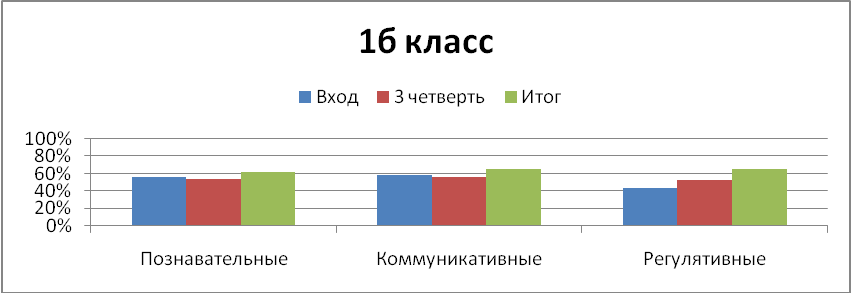 1б класс
Вход 3 четверть Итог
100%
80%
60%
40%
20%
0%
Познавательные Коммуникативные Регулятивные